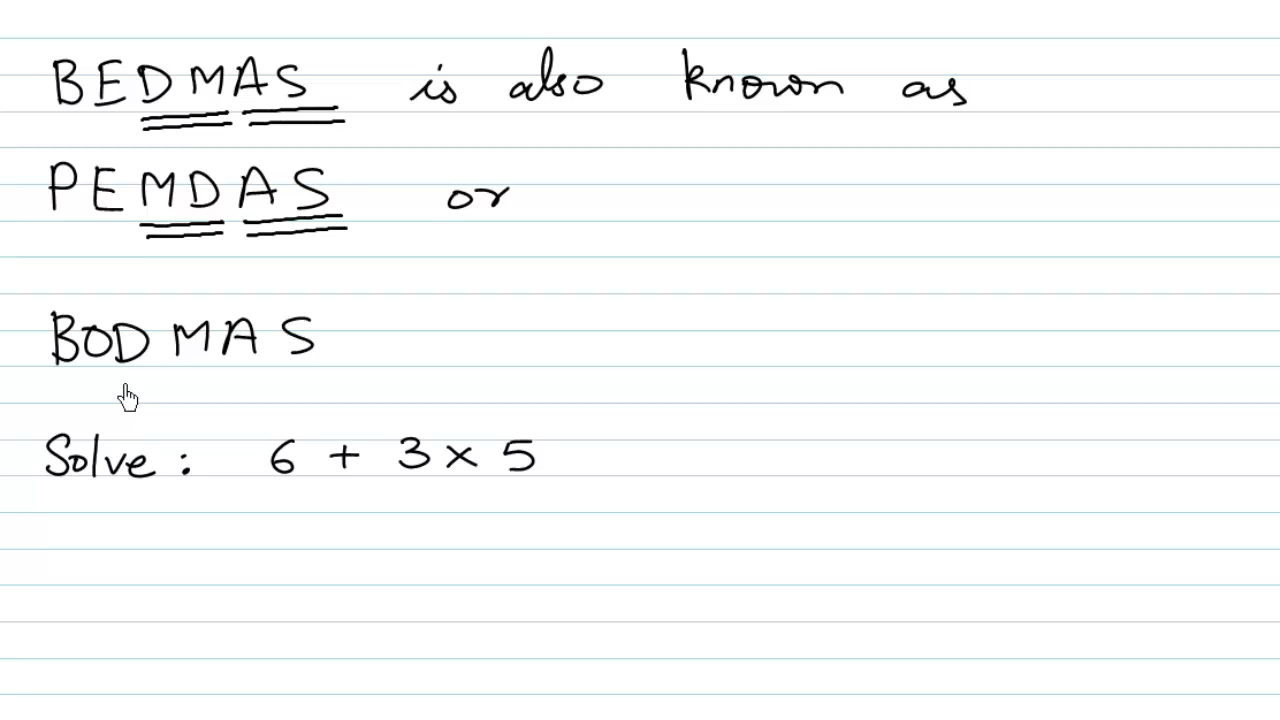 BEDMAS is also known as
PEMDAS or
BODMAS
Solve: 6 + 3 × 5